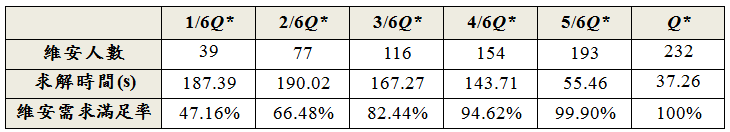 1/6Q* 2/6Q* 3/6Q* 4/6Q* 5/6Q* Q*
維安人數 39 77 116 154 193 232
求解時間(s) 187.39 190.02 167.27 143.71 55.46 37.26
維安需求滿足率 47.16% 66.48% 82.44% 94.62% 99.90% 100%